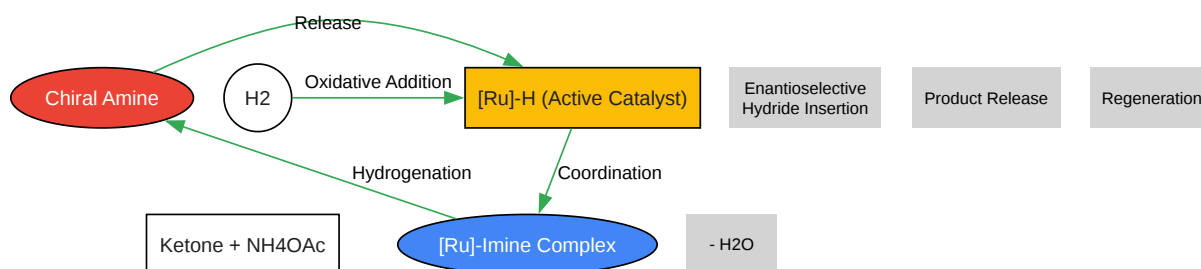 Release
Chiral Amine
H2
Oxidative Addition
[Ru]-H (Active Catalyst)
Enantioselective
Hydride Insertion
Product Release
Regeneration
Hydrogenation
Coordination
Ketone + NH4OAc
[Ru]-Imine Complex
- H2O